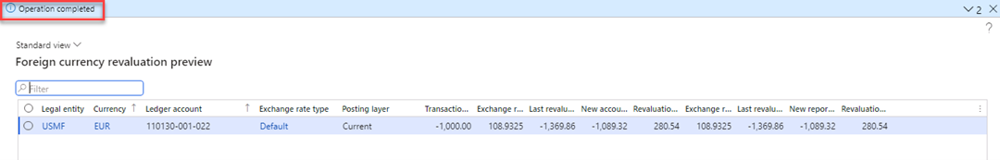 Operation completed
2
?
Standard view
Foreign currency revaluation preview
Filter
Legal entity Currency Ledger account Exchange rate type Posting layer Transactio... Exchange r... Last revalu... New accou... Revaluatio... Exchange r... Last revalu... New repor... Revaluatio...
USMF EUR 110130-001-022 Default Current -1,000.00 108.9325 -1,369.86 -1,089.32 280.54 108.9325 -1,369.86 -1,089.32 280.54